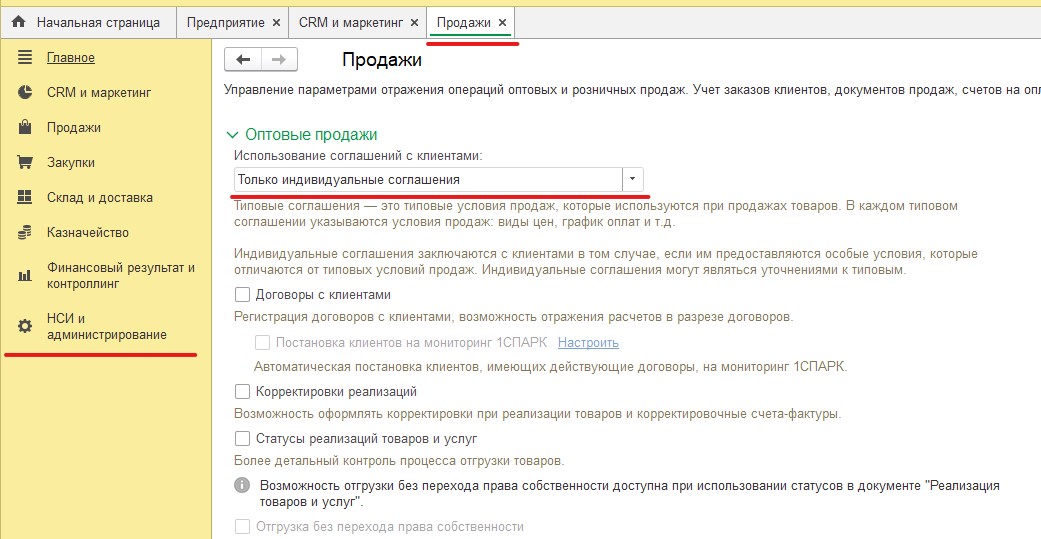 Начальная страница
Предприятие ×
CRM и маркетинг ×
Продажи ×
Главное
CRM и маркетинг
Продажи
Закупки
Склад и доставка
Казначейство
Финансовый результат и
контроллинг
НСИ и
администрирование
Продажи
Управление параметрами отражения операций оптовых и розничных продаж. Учет заказов клиентов, документов продаж, счетов на опл
Оптовые продажи
Использование соглашений с клиентами:
Только индивидуальные соглашения
Типовые соглашения — это типовые условия продаж, которые используются при продажах товаров. В каждом типовом
соглашении указываются условия продаж: виды цен, график оплат и т.д.
Индивидуальные соглашения заключаются с клиентами в том случае, если им предоставляются особые условия, которые
отличаются от типовых условий продаж. Индивидуальные соглашения могут являться уточнениями к типовым.
Договоры с клиентами
Регистрация договоров с клиентами, возможность отражения расчетов в разрезе договоров.
Постановка клиентов на мониторинг 1СПАРК Настроить
Автоматическая постановка клиентов, имеющих действующие договоры, на мониторинг 1СПАРК.
Корректировки реализаций
Возможность оформлять корректировки при реализации товаров и корректировочные счета-фактуры.
Статусы реализаций товаров и услуг
Более детальный контроль процесса отгрузки товаров.
Возможность отгрузки без перехода права собственности доступна при использовании статусов в документе "Реализация
товаров и услуг".
Отгрузка без перехода права собственности